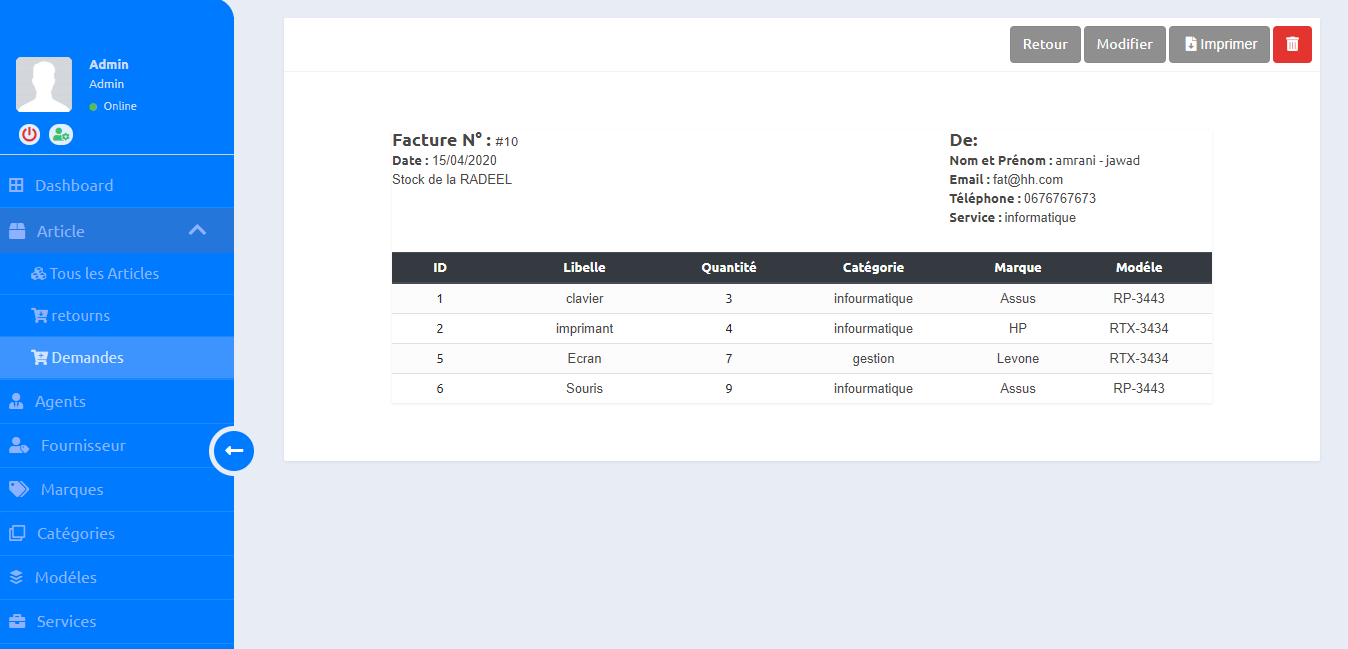 Admin
Admin
Online
Dashboard
Article
Tous les Articles
retourns
Demandes
Agents
Fournisseur
Marques
Catégories
Modéles
Services
Retour Modifier Imprimer
Facture N° : #10
Date : 15/04/2020
Stock de la RADEEL
De:
Nom et Prénom : amrani - jawad
Email : fat@hh.com
Téléphone : 0676767673
Service : informatique
ID Libelle Quantité Catégorie Marque Modéle
1 clavier 3 infourmatique Assus RP-3443
2 imprimant 4 infourmatique HP RTX-3434
5 Ecran 7 gestion Levone RTX-3434
6 Souris 9 infourmatique Assus RP-3443